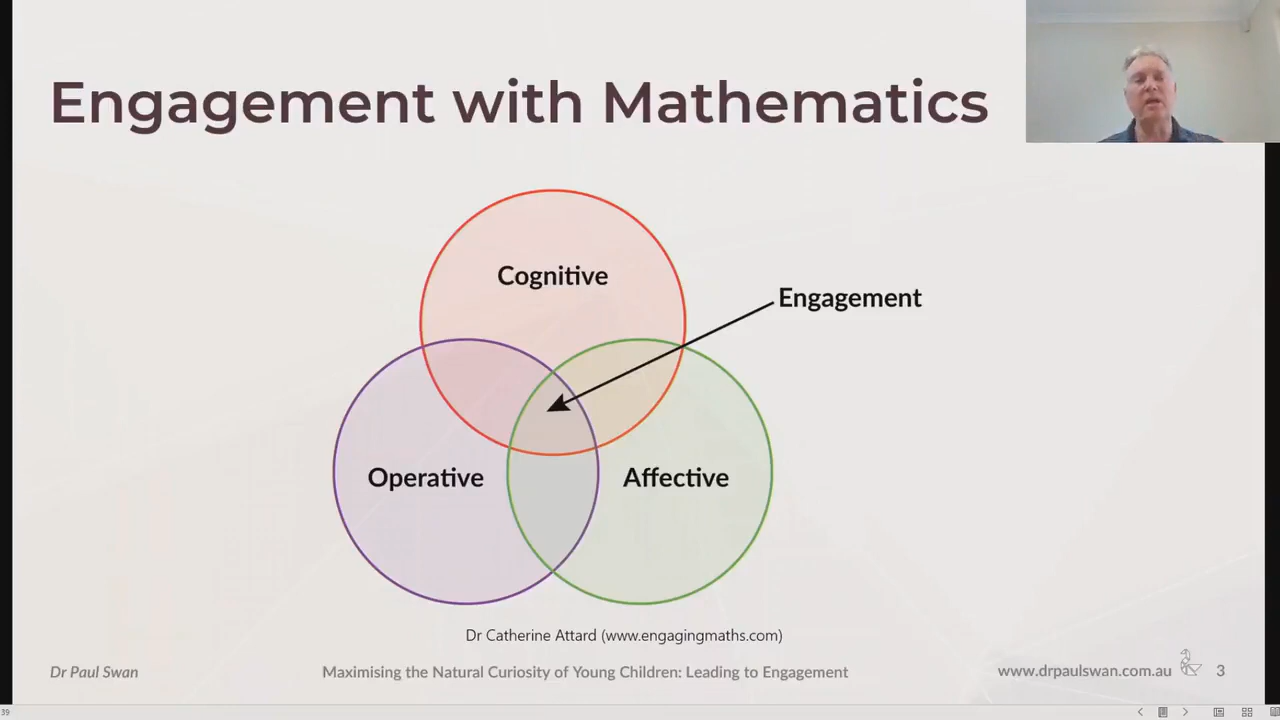 Engagement with Mathematics
Cognitive
Engagement
Operative
Affective
Dr Catherine Attard (www.engagingmaths.com)
Dr Paul Swan
Maximising the Natural Curiosity of Young Children: Leading to Engagement
www.drpaulswan.com.au
3
39